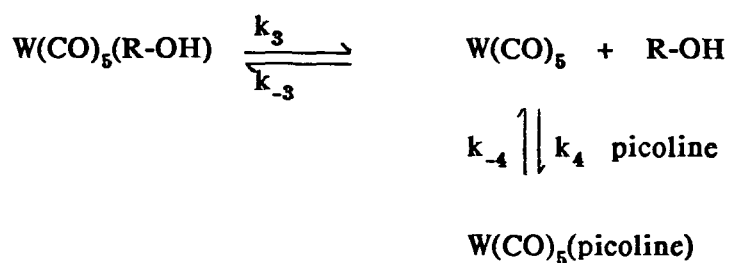 W(CO)₅(R-OH) k₃ k₋₃ W(CO)₅ + R-OH
k₋₄ k₄ picoline
W(CO)₅(picoline)